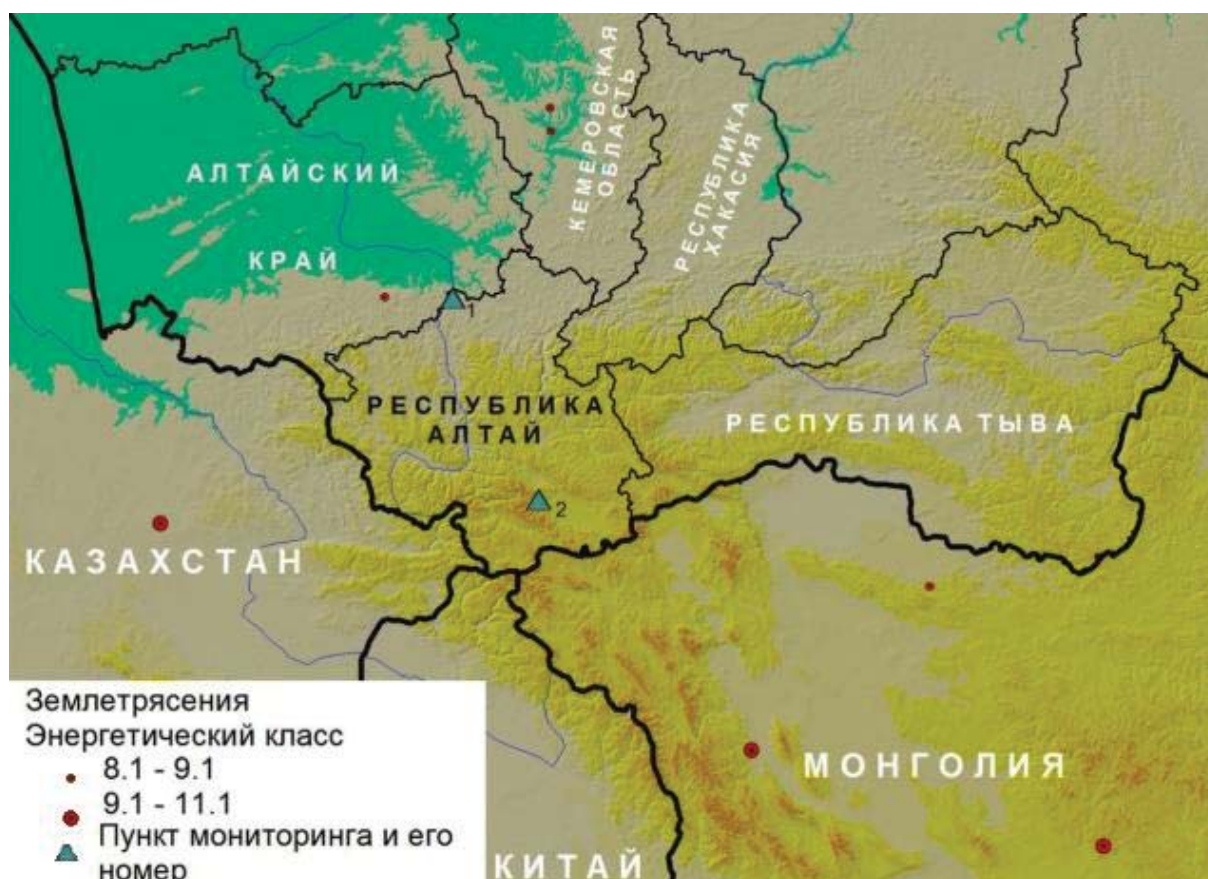 КЕМЕРОВСКАЯ
ОБЛАСТЬ
РЕСПУБЛИКА
ХАКАСИЯ
АЛТАЙСКИЙ
КРАЙ
1
РЕСПУБЛИКА
АЛТАЙ
РЕСПУБЛИКА ТЫВА
2
КАЗАХСТАН
МОНГОЛИЯ
КИТАЙ
Землетрясения
Энергетический класс
8.1 - 9.1
9.1 - 11.1
Пункт мониторинга и его
номер